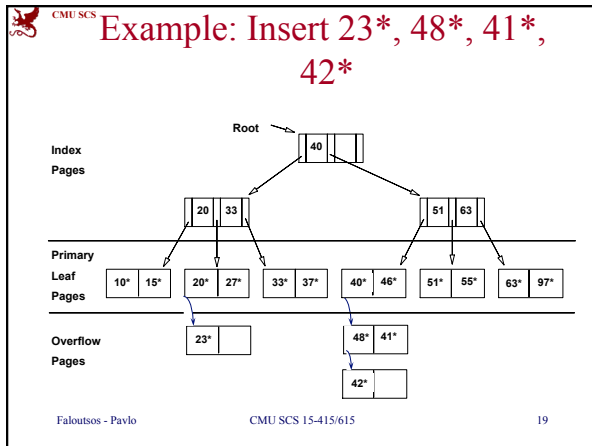 CMU SCS
Example: Insert 23*, 48*, 41*,
42*
Root
Index
Pages
40
20 33
51 63
Primary
Leaf
Pages
10* 15* 20* 27* 33* 37* 40* 46* 51* 55* 63* 97*
Overflow
Pages
23* 48* 41*
42*
Faloutsos - Pavlo CMU SCS 15-415/615 19